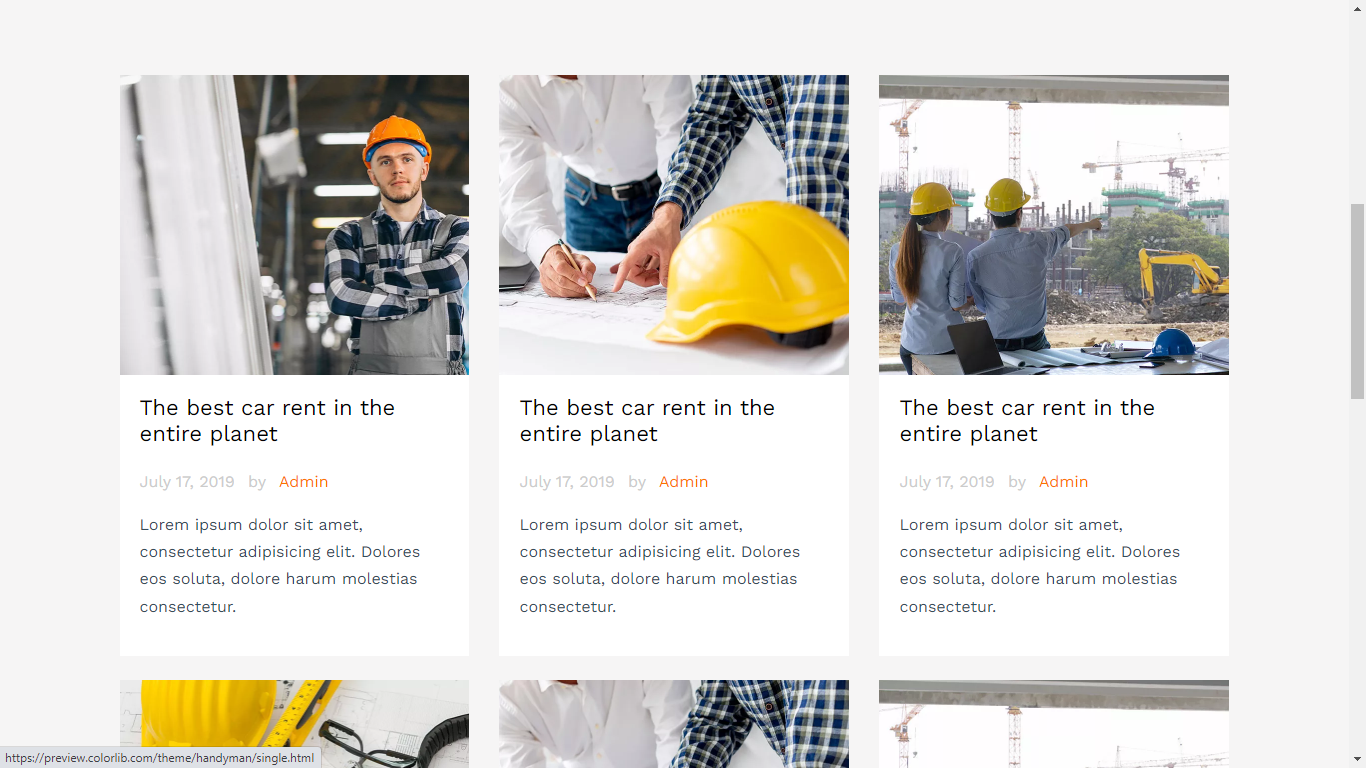 The best car rent in the
entire planet
July 17, 2019 by Admin
Lorem ipsum dolor sit amet,
consectetur adipisicing elit. Dolores
eos soluta, dolore harum molestias
consectetur.
The best car rent in the
entire planet
July 17, 2019 by Admin
Lorem ipsum dolor sit amet,
consectetur adipisicing elit. Dolores
eos soluta, dolore harum molestias
consectetur.
The best car rent in the
entire planet
July 17, 2019 by Admin
Lorem ipsum dolor sit amet,
consectetur adipisicing elit. Dolores
eos soluta, dolore harum molestias
consectetur.
https://preview.colorlib.com/theme/handyman/single.html